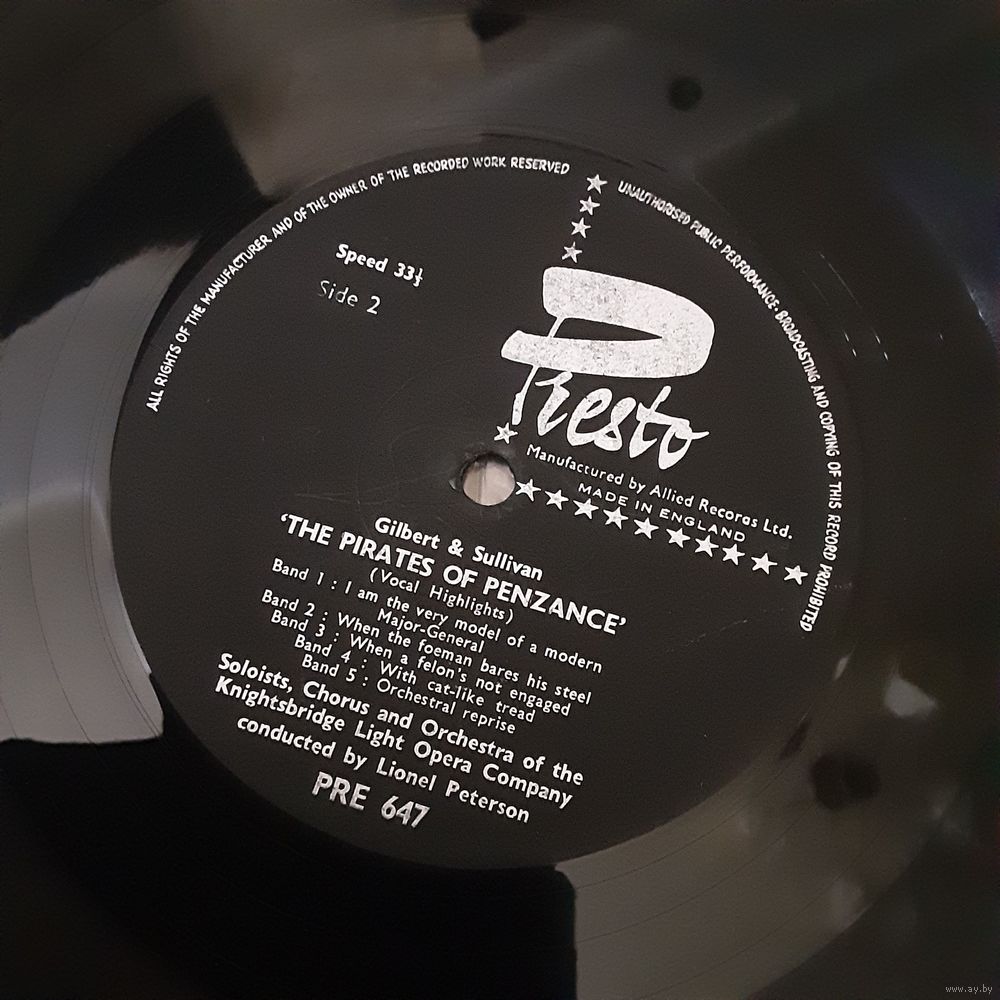 ALL RIGHTS OF THE MANUFACTURER AND OF THE OWNER OF THE RECORDED WORK RESERVED
UNAUTHORISED PUBLIC PERFORMANCE · BROADCASTING AND COPYING OF THIS RECORD PROHIBITED
Speed 33⅓
Side 2
Presto
Manufactured by Allied Records Ltd.
MADE IN ENGLAND
Gilbert & Sullivan
‘THE PIRATES OF PENZANCE’
(Vocal Highlights)
Band 1 : I am the very model of a modern
Major-General
Band 2 : When the foeman bares his steel
Band 3 : When a felon's not engaged
Band 4 : With cat-like tread
Band 5 : Orchestral reprise
Soloists, Chorus and Orchestra of the
Knightsbridge Light Opera Company
conducted by Lionel Peterson
PRE 647
www.ay.by